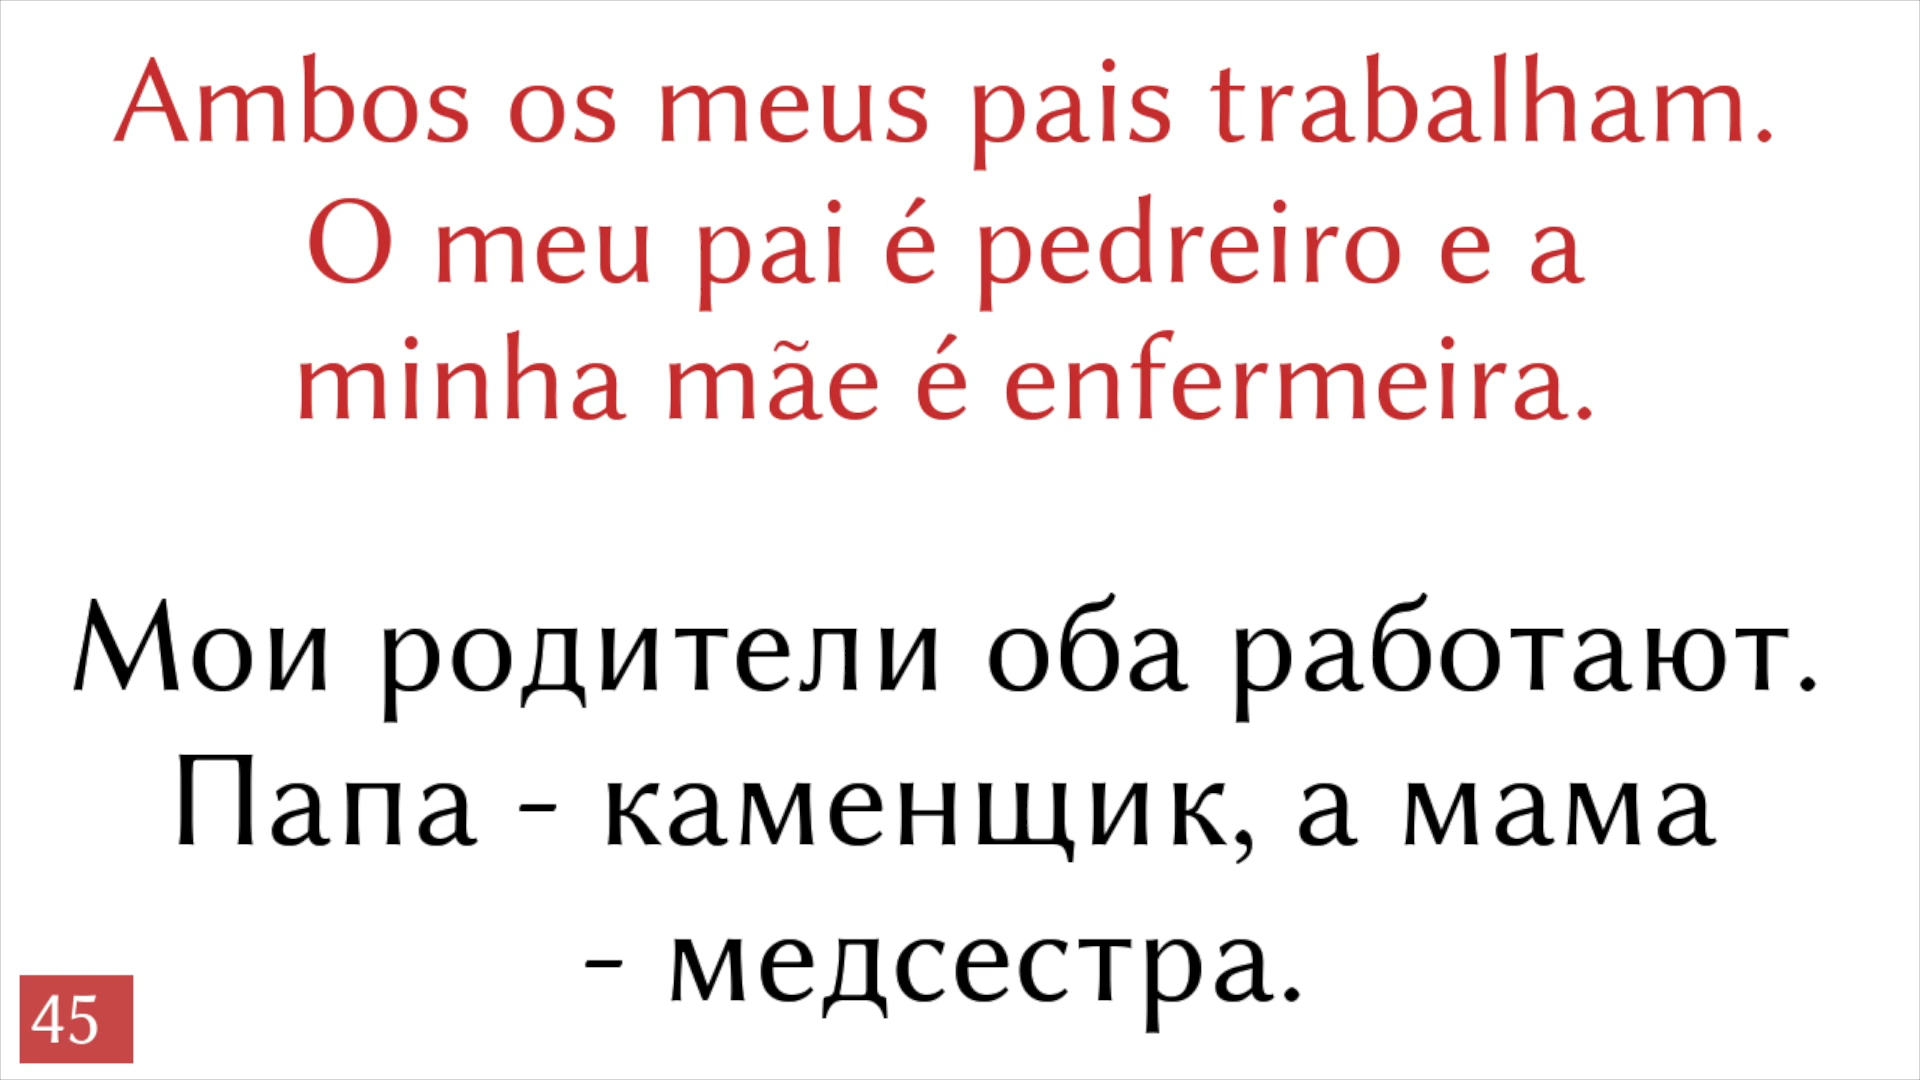 Ambos os meus pais trabalham.
O meu pai é pedreiro e a
minha mãe é enfermeira.
Мои родители оба работают.
Папа - каменщик, а мама
- медсестра.
45